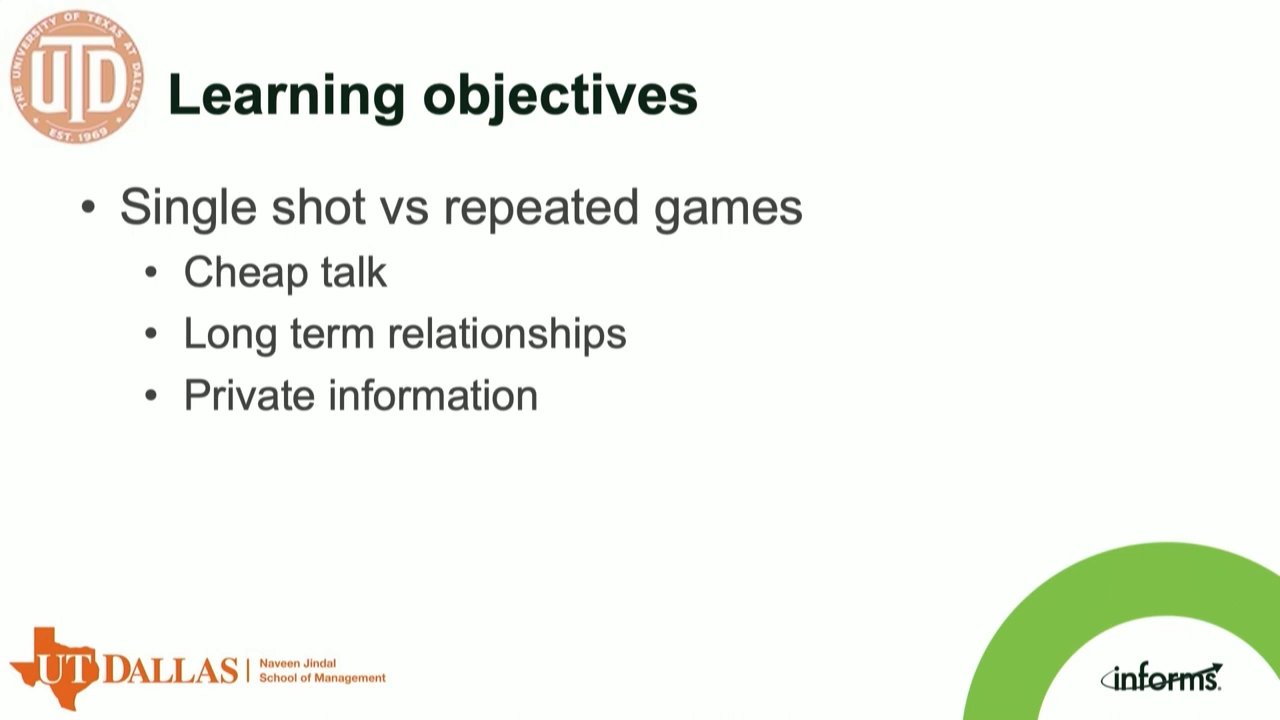 THE UNIVERSITY OF TEXAS AT DALLAS
UTD
EST. 1969
Learning objectives
• Single shot vs repeated games
• Cheap talk
• Long term relationships
• Private information
UT DALLAS | Naveen Jindal
School of Management
informs.